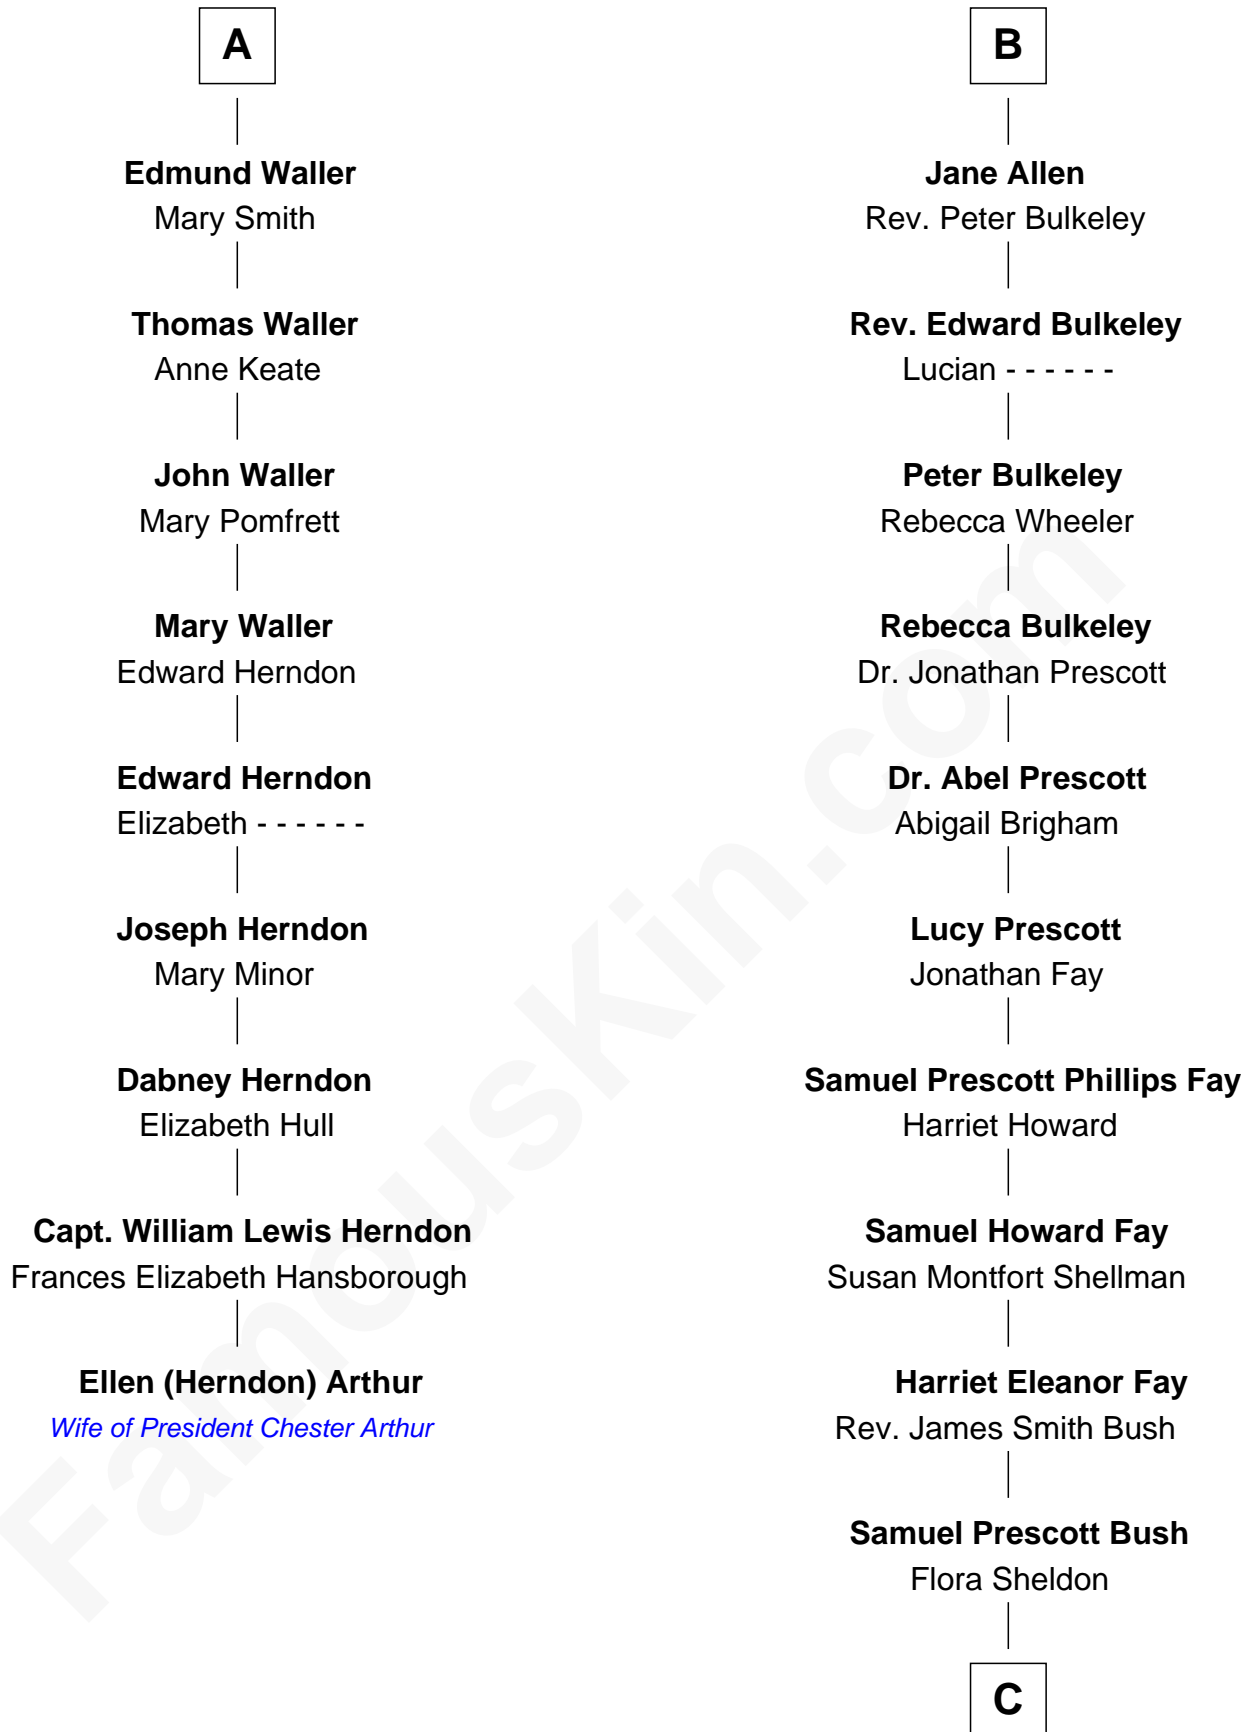 A
Edmund Waller
Mary Smith
Thomas Waller
Anne Keate
John Waller
Mary Pomfrett
Mary Waller
Edward Herndon
Edward Herndon
Elizabeth - - - - - -
Joseph Herndon
Mary Minor
Dabney Herndon
Elizabeth Hull
Capt. William Lewis Herndon
Frances Elizabeth Hansborough
Ellen (Herndon) Arthur
Wife of President Chester Arthur
B
Jane Allen
Rev. Peter Bulkeley
Rev. Edward Bulkeley
Lucian - - - - - -
Peter Bulkeley
Rebecca Wheeler
Rebecca Bulkeley
Dr. Jonathan Prescott
Dr. Abel Prescott
Abigail Brigham
Lucy Prescott
Jonathan Fay
Samuel Prescott Phillips Fay
Harriet Howard
Samuel Howard Fay
Susan Montfort Shellman
Harriet Eleanor Fay
Rev. James Smith Bush
Samuel Prescott Bush
Flora Sheldon
C
FamousKin.com